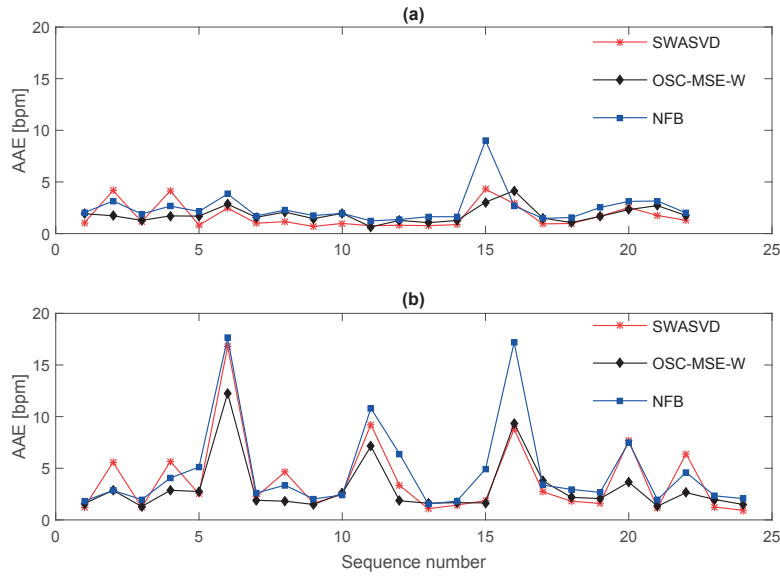 (a)
20
15
10
5
0
AAE [bpm]
SWASVD
OSC-MSE-W
NFB
0 5 10 15 20 25
(b)
20
15
10
5
0
AAE [bpm]
SWASVD
OSC-MSE-W
NFB
0 5 10 15 20 25
Sequence number